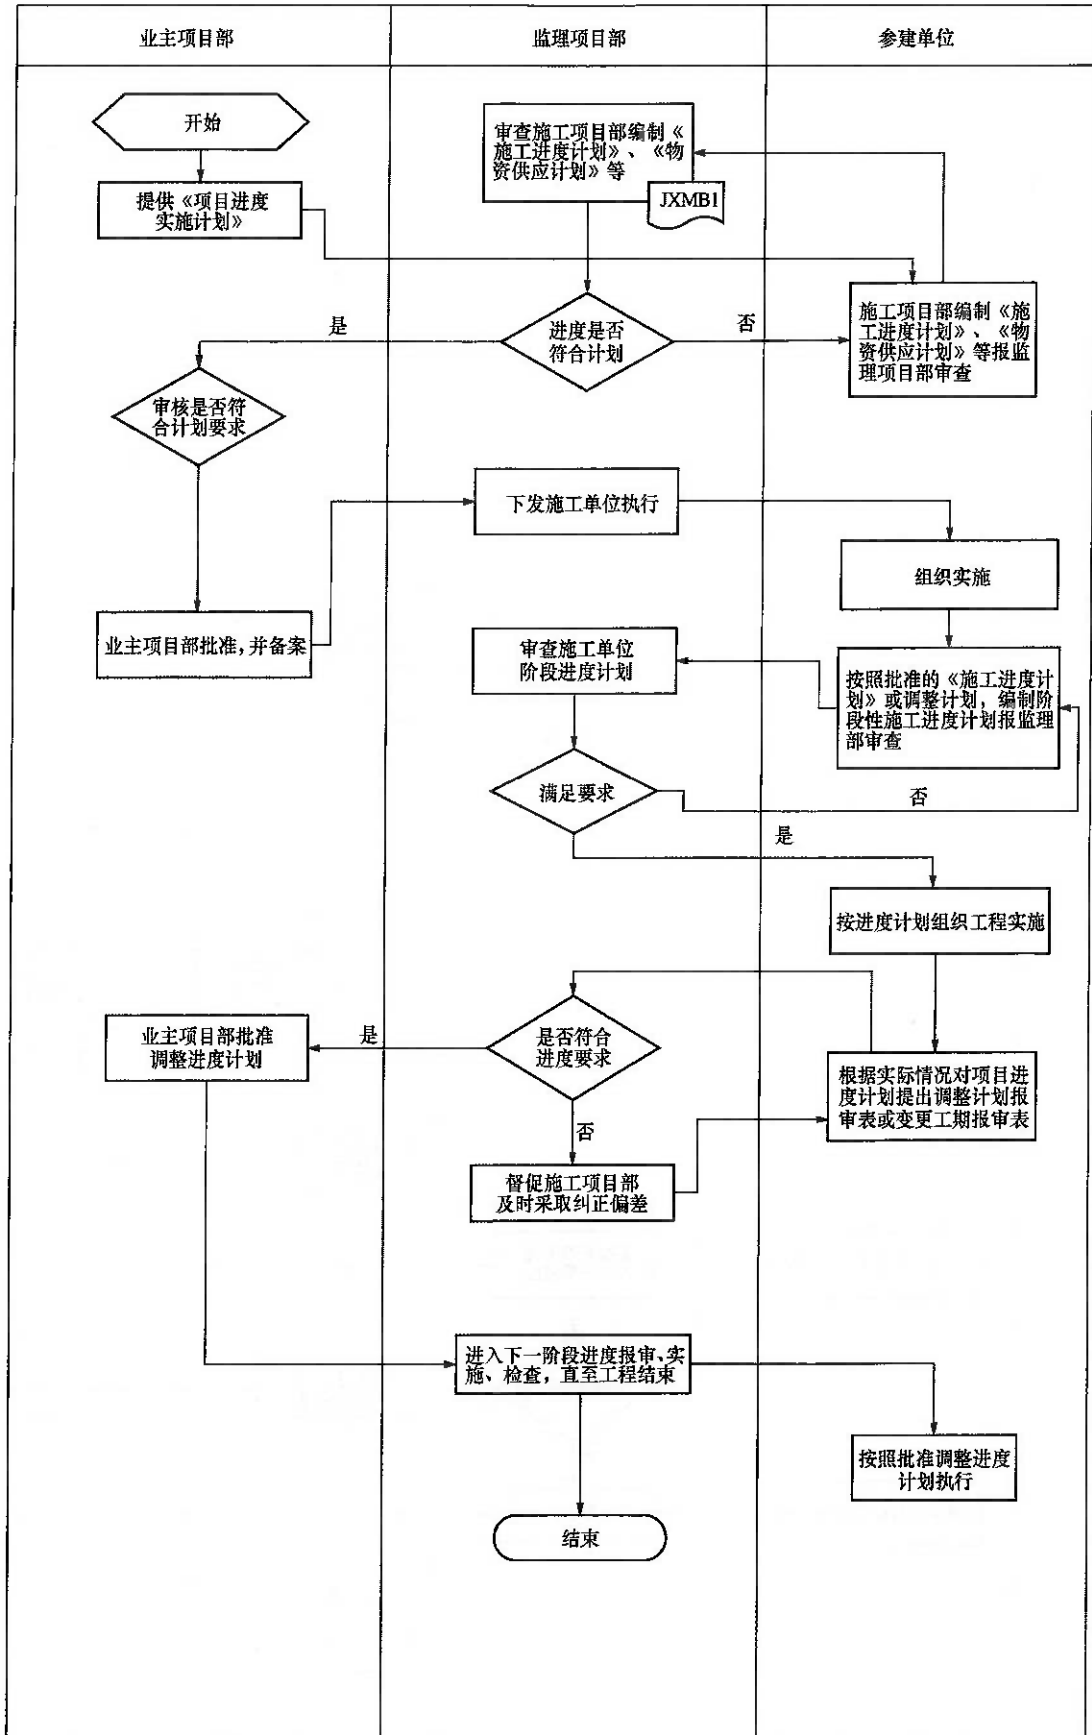 业主项目部
监理项目部
参建单位
开始
提供《项目进度
实施计划》
审查施工项目部编制《
施工进度计划》、《物
资供应计划》等
JXMB1
施工项目部编制《施
工进度计划》、《物
资供应计划》等报监
理项目部审查
进度是否
符合计划
是
否
审核是否符
合计划要求
下发施工单位执行
组织实施
业主项目部批准,并备案
审查施工单位
阶段进度计划
按照批准的《施工进度计
划》或调整计划，编制阶
段性施工进度计划报监理
部审查
满足要求
否
是
按进度计划组织工程实施
是否符合
进度要求
是
业主项目部批准
调整进度计划
根据实际情况对项目进
度计划提出调整计划报
审表或变更工期报审表
否
督促施工项目部
及时采取纠正偏差
进入下一阶段进度报审、实
施、检查，直至工程结束
按照批准调整进度
计划执行
结束